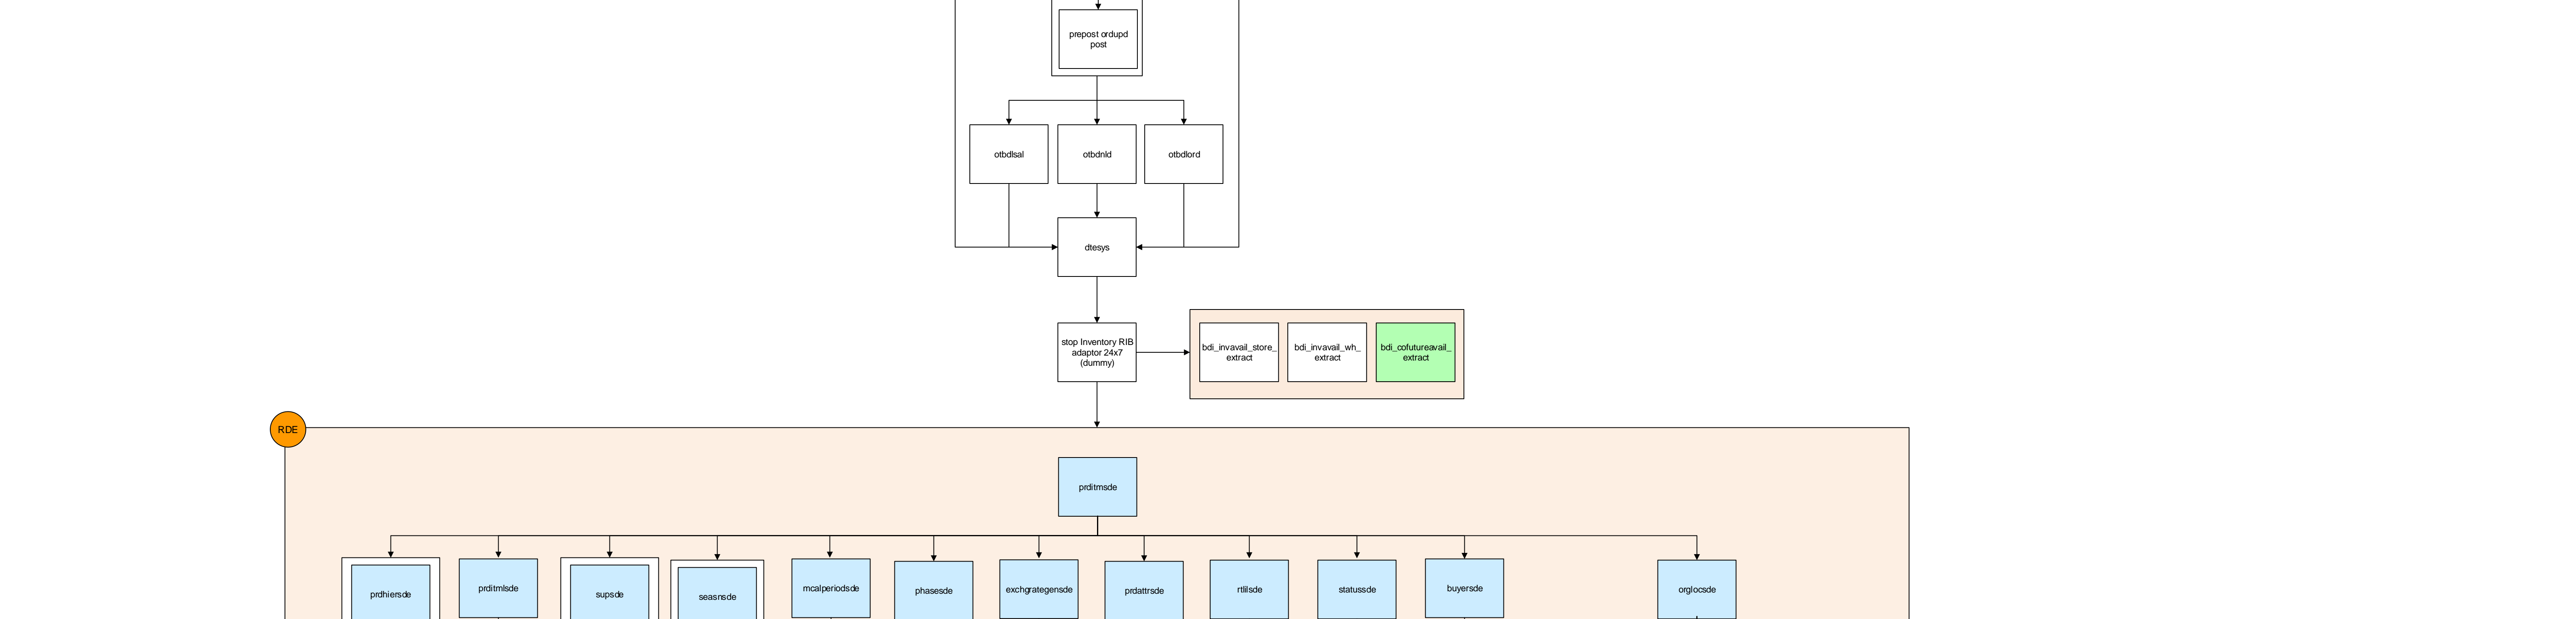 prepost ordupd
post
otbdlsal
otbdnld
otbdlord
dtesys
stop Inventory RIB
adaptor 24x7
(dummy)
bdi_invavail_store_
extract
bdi_invavail_wh_
extract
bdi_cofutureavail_
extract
RDE
prditmsde
prdhiersde
prditmlsde
supsde
seasnsde
mcalperiodsde
phasesde
exchgrategensde
prdattrsde
rtlilsde
statussde
buyersde
orglocsde